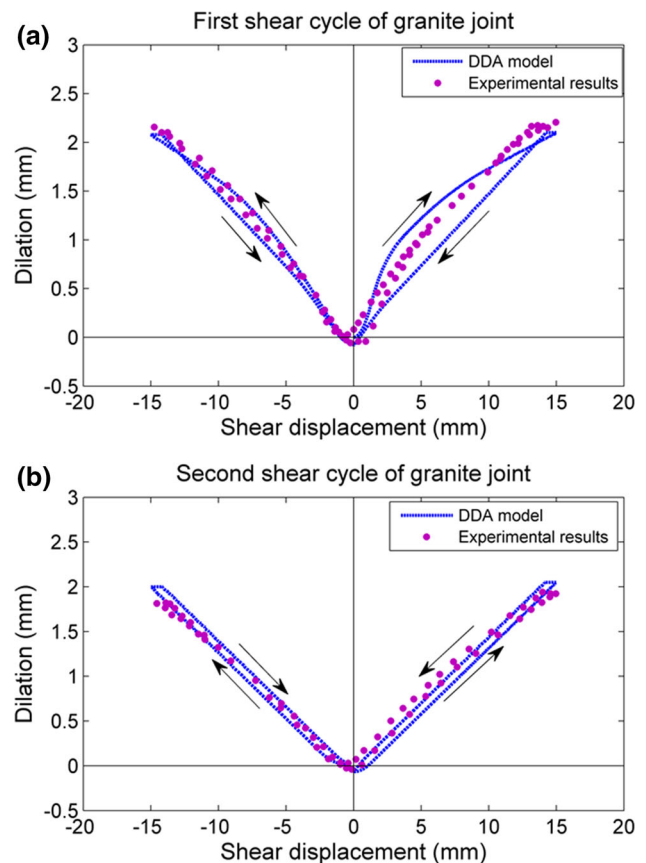 (a)
First shear cycle of granite joint
DDA model
Experimental results
3
2.5
2
1.5
1
0.5
0
-0.5
Dilation (mm)
-20 -15 -10 -5 0 5 10 15 20
Shear displacement (mm)
(b)
Second shear cycle of granite joint
DDA model
Experimental results
3
2.5
2
1.5
1
0.5
0
-0.5
Dilation (mm)
-20 -15 -10 -5 0 5 10 15 20
Shear displacement (mm)